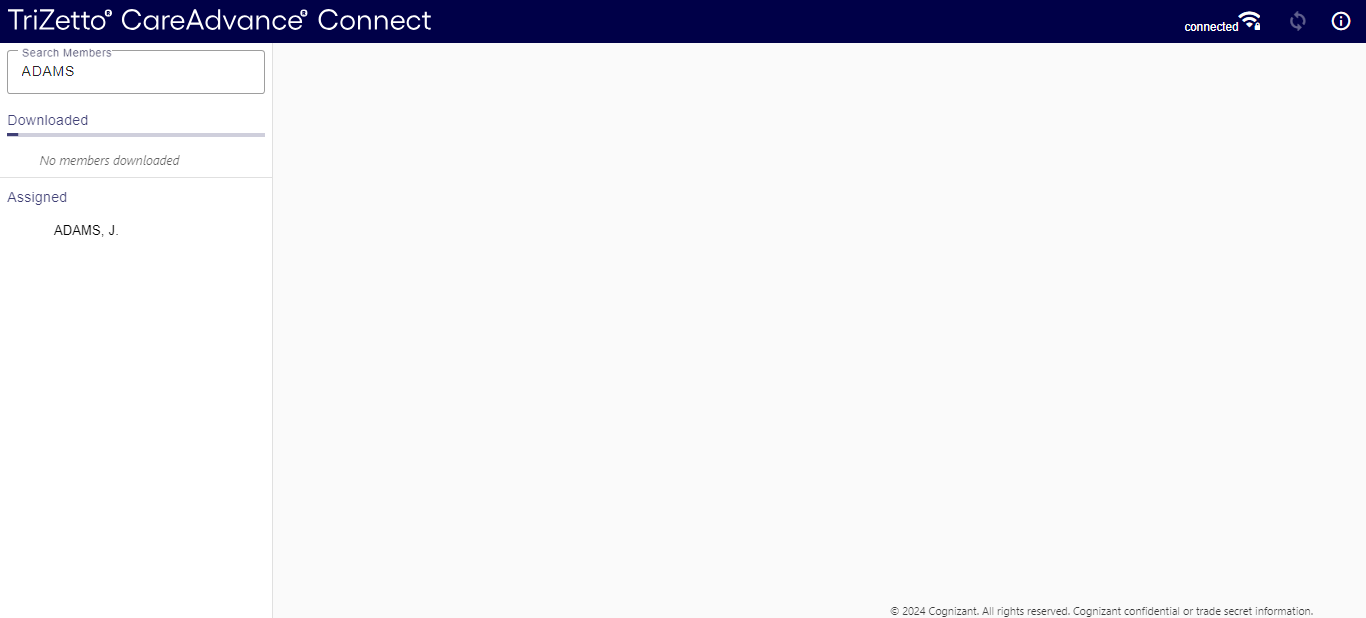 TriZetto® CareAdvance® Connect
connected
Search Members
ADAMS
Downloaded
No members downloaded
Assigned
ADAMS, J.
© 2024 Cognizant. All rights reserved. Cognizant confidential or trade secret information.